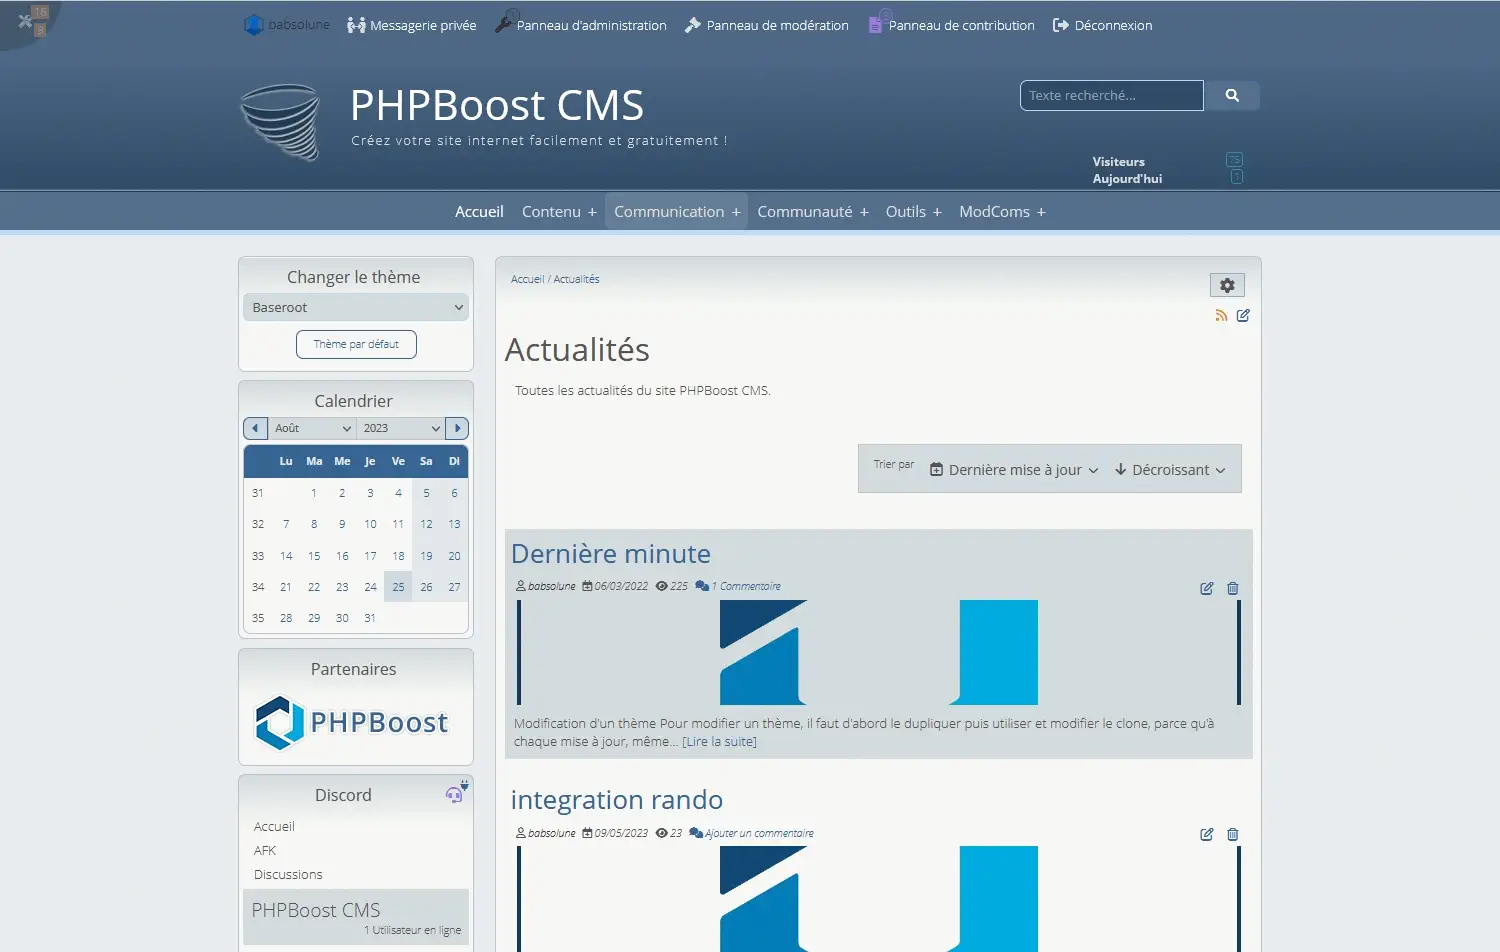 16
9
babsolune Messagerie privée Panneau d'administration Panneau de modération Panneau de contribution Déconnexion
PHPBoost CMS
Créez votre site internet facilement et gratuitement !
Texte recherché...
Visiteurs 75
Aujourd'hui 1
Accueil Contenu + Communication + Communauté + Outils + ModComs +
Changer le thème
Baseroot
Thème par défaut
Calendrier
Août 2023
Lu Ma Me Je Ve Sa Di
31 1 2 3 4 5 6
32 7 8 9 10 11 12 13
33 14 15 16 17 18 19 20
34 21 22 23 24 25 26 27
35 28 29 30 31
Partenaires
PHPBoost
Discord
Accueil
AFK
Discussions
PHPBoost CMS
1 Utilisateur en ligne
Accueil / Actualités
Actualités
Toutes les actualités du site PHPBoost CMS.
Trier par Dernière mise à jour Décroissant
Dernière minute
babsolune 06/03/2022 225 1 Commentaire
Modification d'un thème Pour modifier un thème, il faut d'abord le dupliquer puis utiliser et modifier le clone, parce qu'à
chaque mise à jour, même... [Lire la suite]
integration rando
babsolune 09/05/2023 23 Ajouter un commentaire